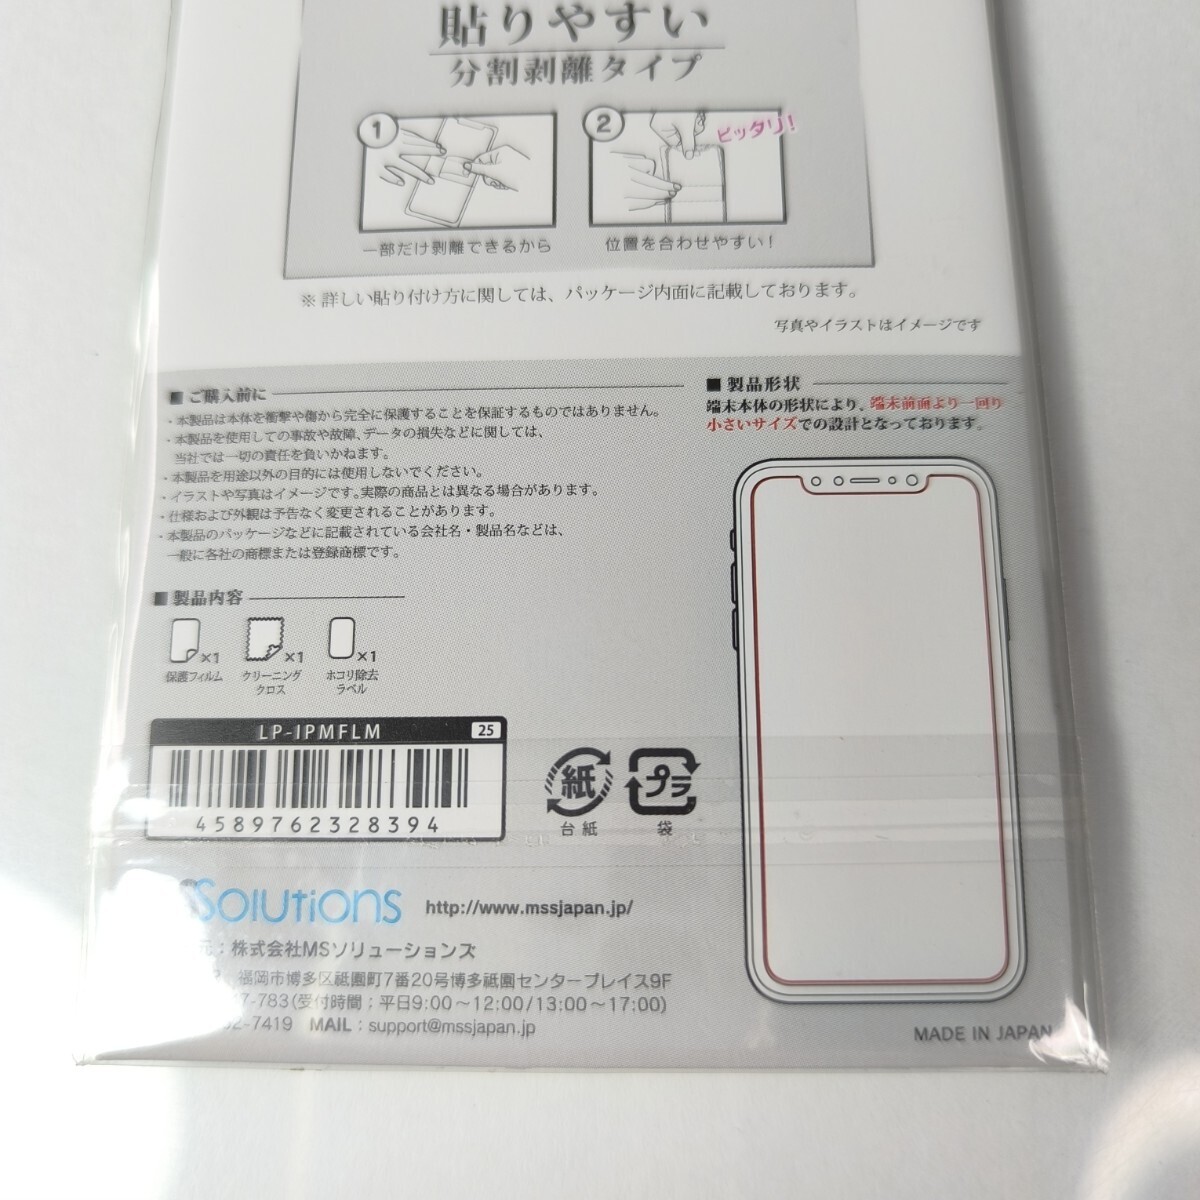 貼りやすい
分割剥離タイプ
1
2
ピッタリ!
一部だけ剥離できるから
位置を合わせやすい!
※詳しい貼り付け方に関しては、パッケージ内面に記載しております。
写真やイラストはイメージです
■ご購入前に
・本製品は本体を衝撃や傷から完全に保護することを保証するものではありません。
・本製品を使用しての事故や故障、データの損失などに関しては、
当社では一切の責任を負いかねます。
・本製品を用途以外の目的には使用しないでください。
・イラストや写真はイメージです。実際の商品とは異なる場合があります。
・仕様および外観は予告なく変更されることがあります。
・本製品のパッケージなどに記載されている会社名・製品名などは、
一般に各社の商標または登録商標です。
■製品形状
端末本体の形状により、端末前面より一回り
小さいサイズでの設計となっております。
■製品内容
×1
保護フィルム
×1
クリーニング
クロス
×1
ホコリ除去
ラベル
LP-IPMFLM 25
4589762328394
紙
台紙
プラ
袋
Solutions http://www.mssjapan.jp/
元：株式会社MSソリューションズ
福岡市博多区祇園町7番20号博多祇園センタープレイス9F
7-783(受付時間：平日9:00～12:00/13:00～17:00)
2-7419 MAIL：support@mssjapan.jp
MADE IN JAPAN